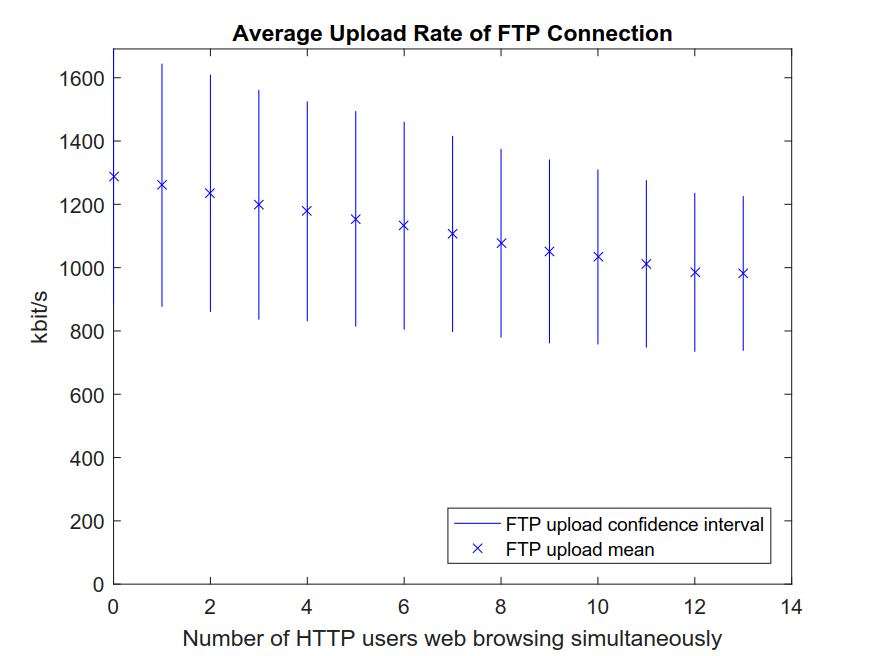 Average Upload Rate of FTP Connection
1600
1400
1200
1000
800
600
400
200
0
kbit/s
FTP upload confidence interval
FTP upload mean
0 2 4 6 8 10 12 14
Number of HTTP users web browsing simultaneously